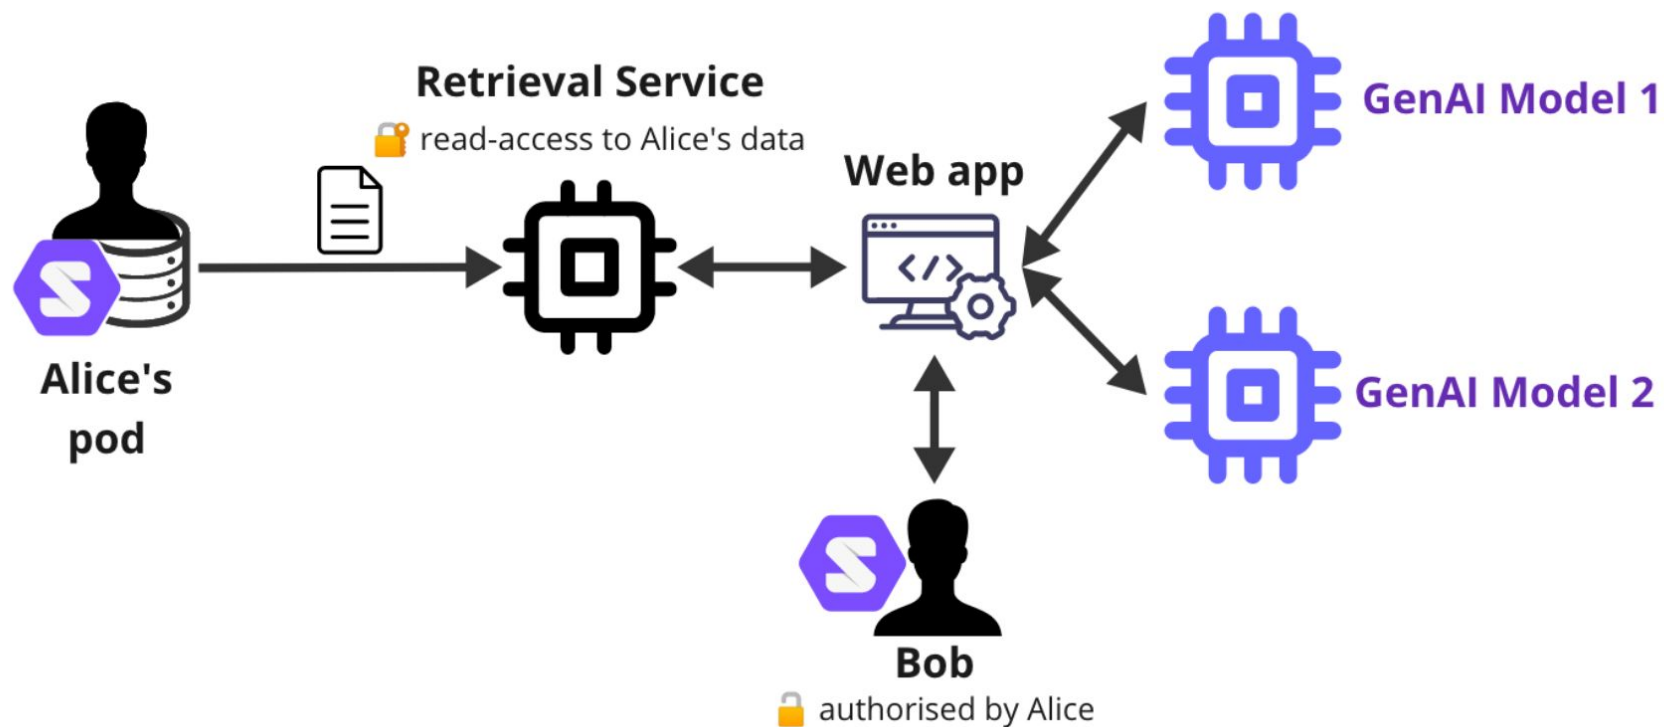 Retrieval Service
read-access to Alice's data
Web app
GenAI Model 1
GenAI Model 2
Alice's
pod
Bob
authorised by Alice